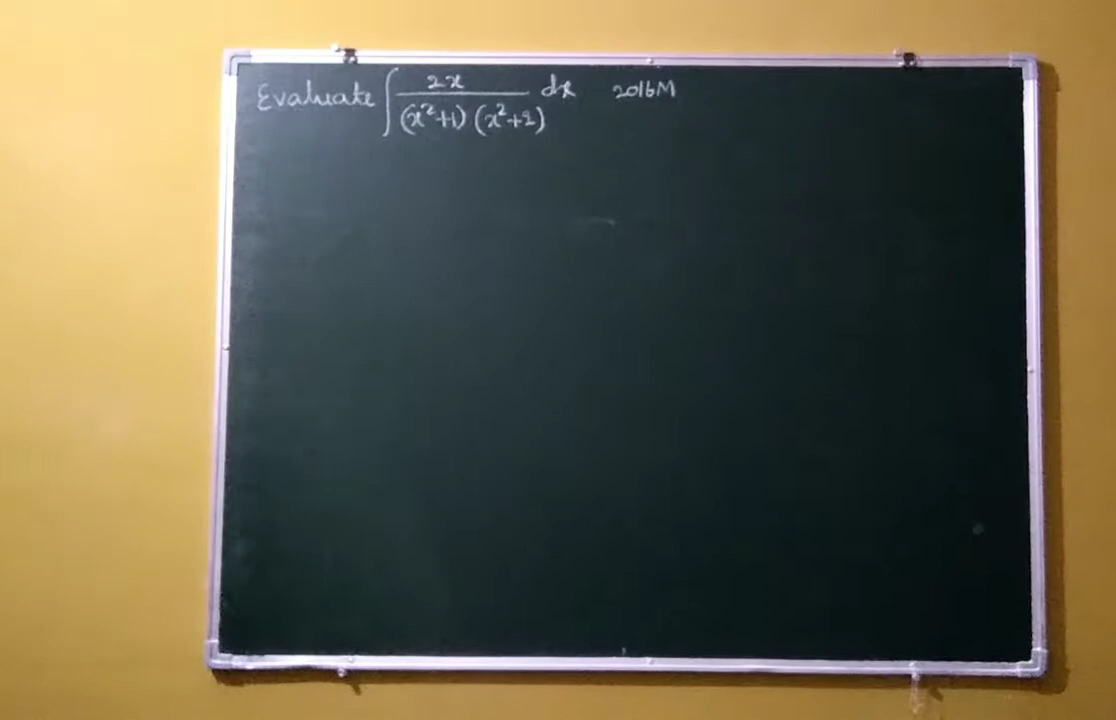 Evaluate ∫ 2x / (x²+1) (x²+2) dx 2016M